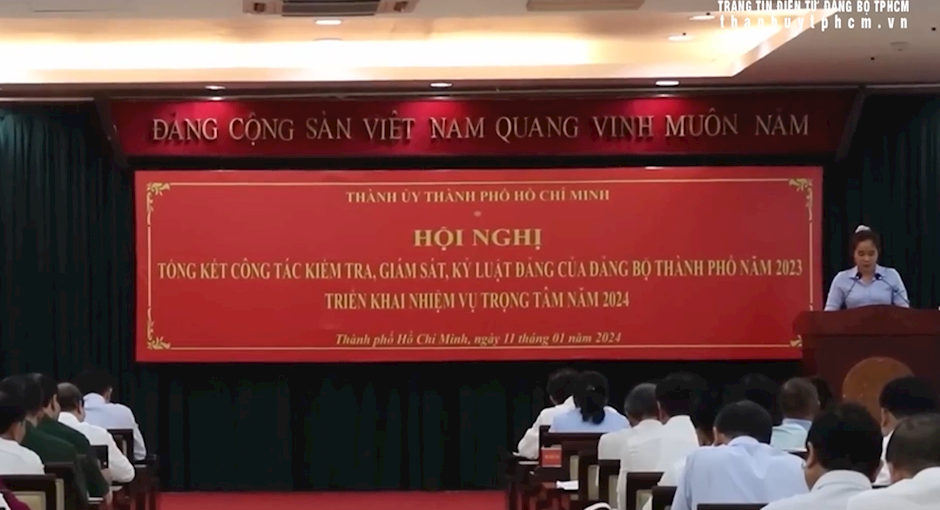 TRANG TIN ĐIỆN TỬ ĐẢNG BỘ TPHCM
thanhuytphcm.vn
ĐẢNG CỘNG SẢN VIỆT NAM QUANG VINH MUÔN NĂM
THÀNH ỦY THÀNH PHỐ HỒ CHÍ MINH
HỘI NGHỊ
TỔNG KẾT CÔNG TÁC KIỂM TRA, GIÁM SÁT, KỶ LUẬT ĐẢNG CỦA ĐẢNG BỘ THÀNH PHỐ NĂM 2023
TRIỂN KHAI NHIỆM VỤ TRỌNG TÂM NĂM 2024
Thành phố Hồ Chí Minh, ngày 11 tháng 01 năm 2024